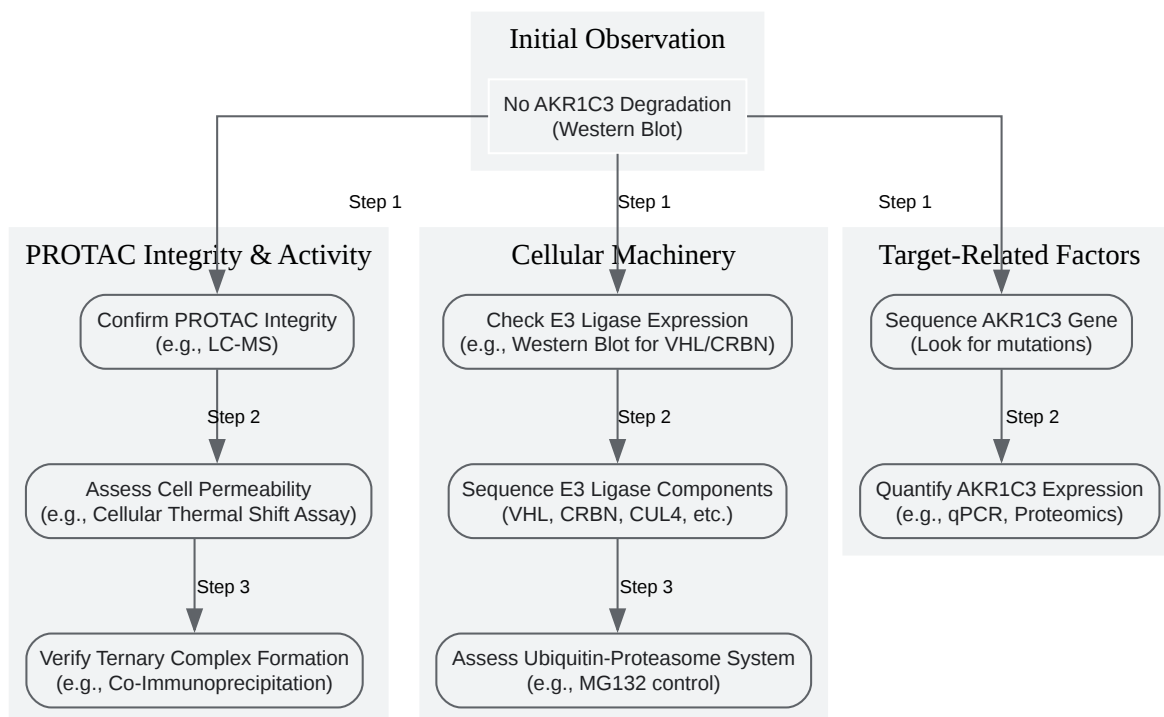 Initial Observation
No AKR1C3 Degradation
(Western Blot)
Step 1
Step 1
Step 1
PROTAC Integrity & Activity
Cellular Machinery
Target-Related Factors
Confirm PROTAC Integrity
(e.g., LC-MS)
Check E3 Ligase Expression
(e.g., Western Blot for VHL/CRBN)
Sequence AKR1C3 Gene
(Look for mutations)
Step 2
Step 2
Step 2
Assess Cell Permeability
(e.g., Cellular Thermal Shift Assay)
Sequence E3 Ligase Components
(VHL, CRBN, CUL4, etc.)
Quantify AKR1C3 Expression
(e.g., qPCR, Proteomics)
Step 3
Step 3
Verify Ternary Complex Formation
(e.g., Co-Immunoprecipitation)
Assess Ubiquitin-Proteasome System
(e.g., MG132 control)